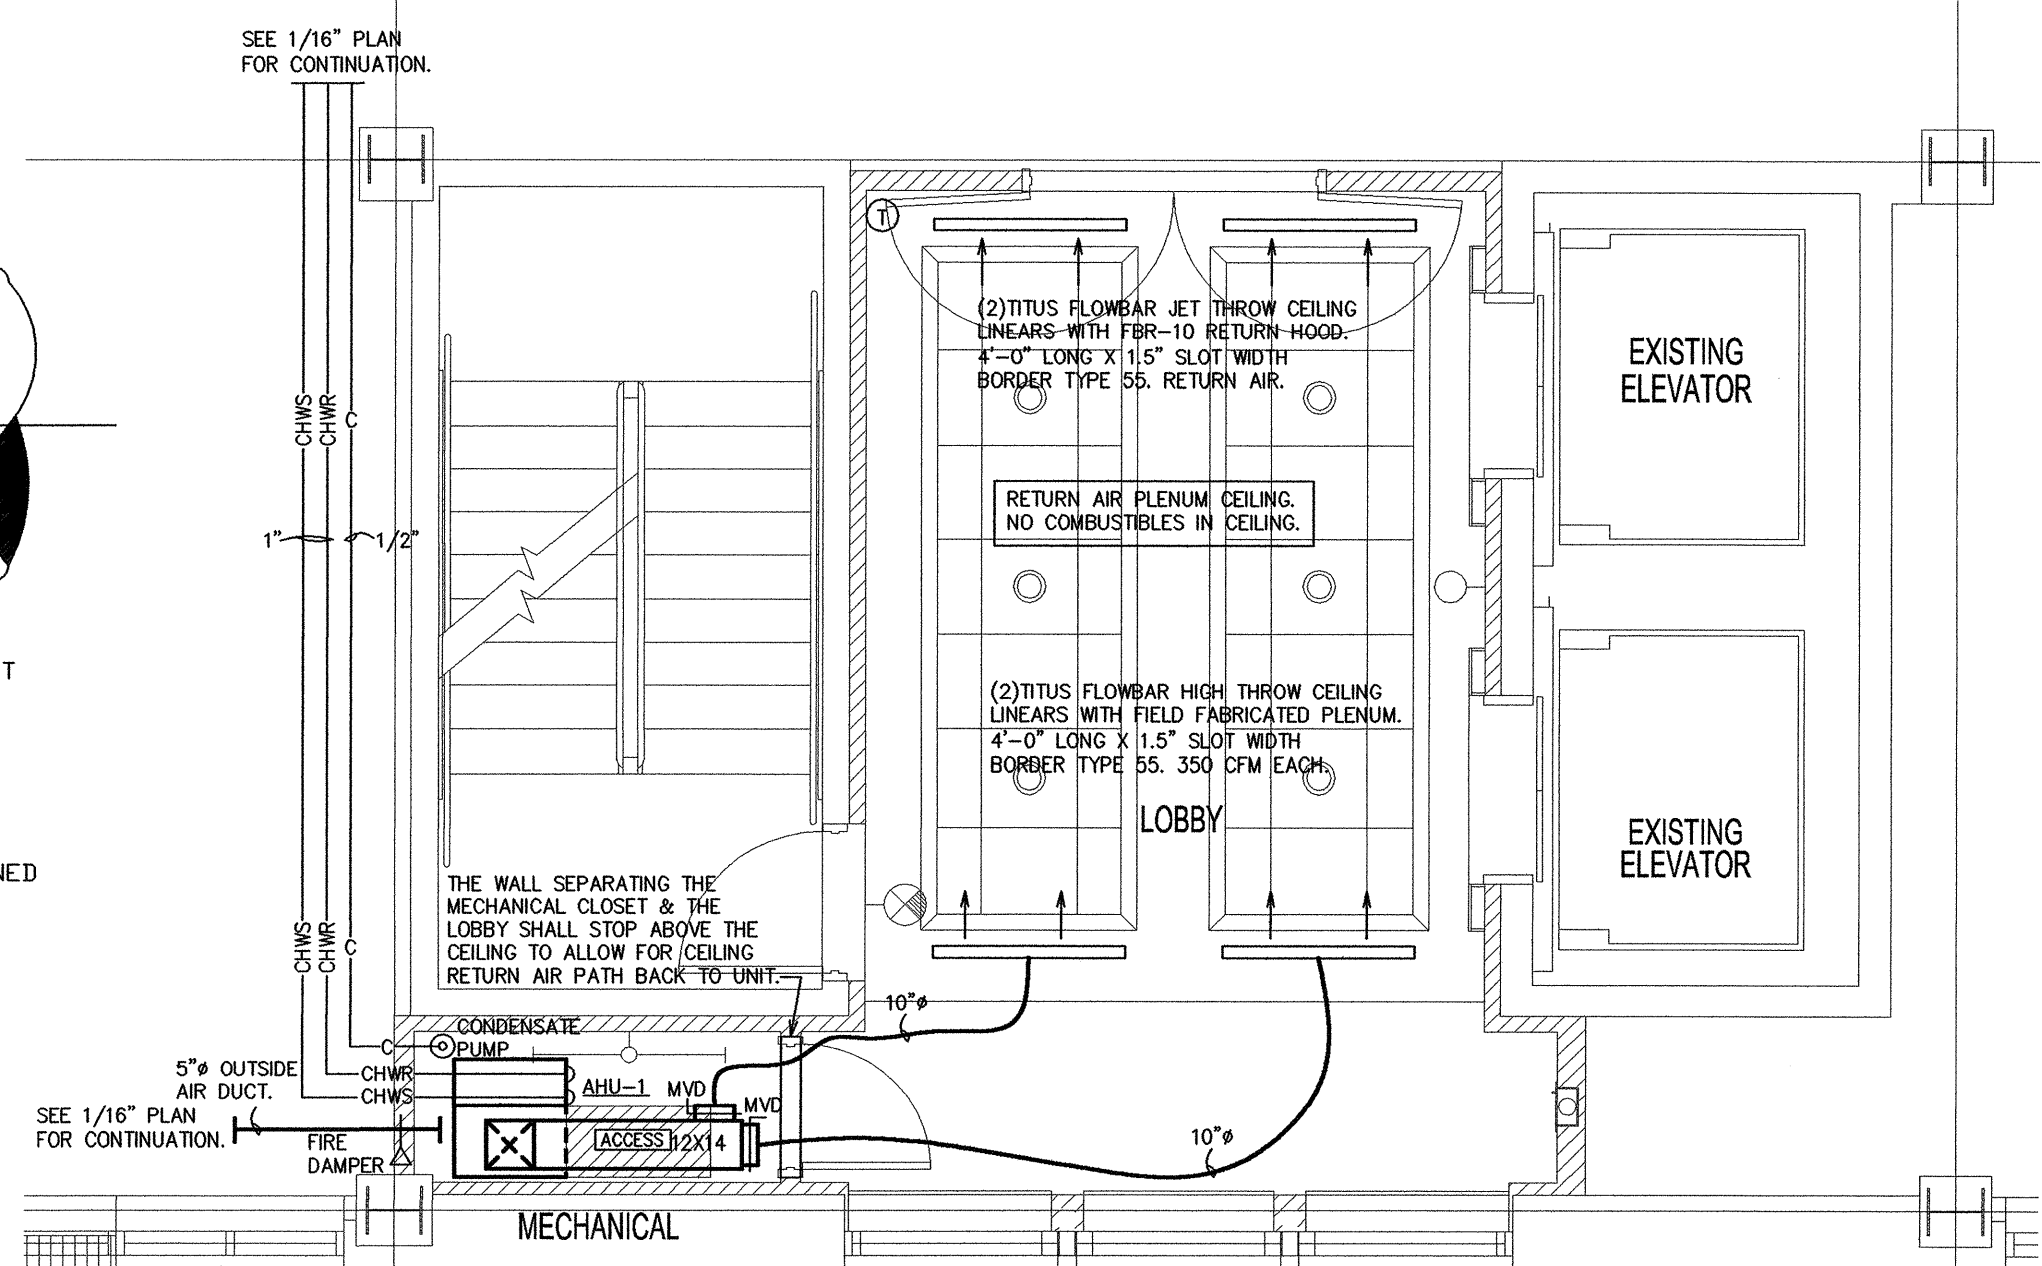 SEE 1/16" PLAN
FOR CONTINUATION.
T
(2)TITUS FLOWBAR JET THROW CEILING
LINEARS WITH FBR-10 RETURN HOOD.
4'-0" LONG X 1.5" SLOT WIDTH
BORDER TYPE 55. RETURN AIR.
EXISTING
ELEVATOR
CHWS
CHWR
C
RETURN AIR PLENUM CEILING.
NO COMBUSTIBLES IN CEILING.
1"
1/2"
T
(2)TITUS FLOWBAR HIGH THROW CEILING
LINEARS WITH FIELD FABRICATED PLENUM.
4'-0" LONG X 1.5" SLOT WIDTH
BORDER TYPE 55. 350 CFM EACH.
LOBBY
EXISTING
ELEVATOR
NED
THE WALL SEPARATING THE
MECHANICAL CLOSET & THE
LOBBY SHALL STOP ABOVE THE
CEILING TO ALLOW FOR CEILING
RETURN AIR PATH BACK TO UNIT.
CHWS
CHWR
C
10"ø
CONDENSATE
PUMP
C
CHWR
CHWS
AHU-1
MVD
MVD
5"ø OUTSIDE
AIR DUCT.
SEE 1/16" PLAN
FOR CONTINUATION.
FIRE
DAMPER
ACCESS
12X14
10"ø
MECHANICAL